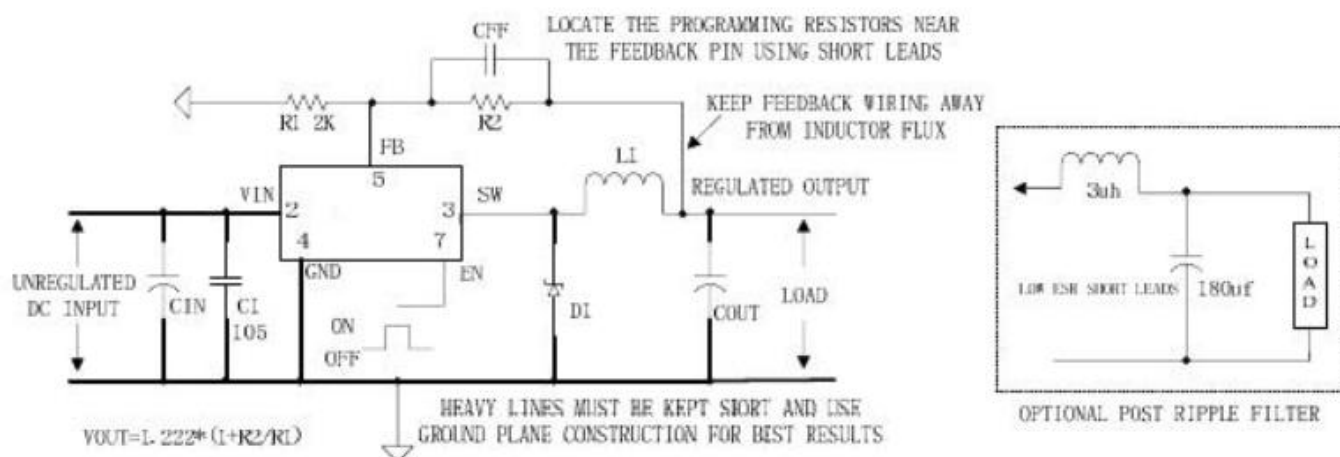 CFF
LOCATE THE PROGRAMMING RESISTORS NEAR
THE FEEDBACK PIN USING SHORT LEADS
R1 2K
R2
KEEP FEEDBACK WIRING AWAY
FROM INDUCTOR FLUX
FB
5
LI
VIN
SW
REGULATED OUTPUT
2
3
4
7
GND
EN
UNREGULATED
DC INPUT
CIN
CI
105
ON
OFF
DI
COUT
LOAD
HEAVY LINES MUST BE KEPT SHORT AND USE
GROUND PLANE CONSTRUCTION FOR BEST RESULTS
VOUT=1.222*(1+R2/R1)
3uh
LOW ESR SHORT LEADS
180uf
LOAD
OPTIONAL POST RIPPLE FILTER